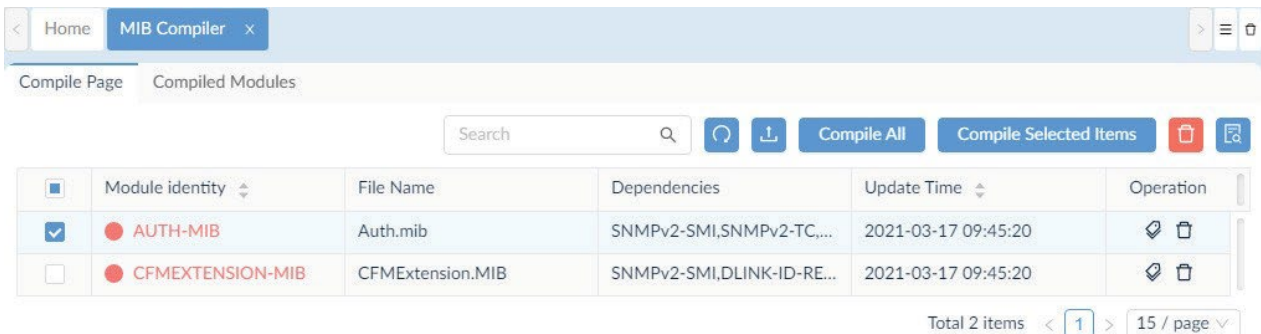 Home MIB Compiler x
Compile Page Compiled Modules
Search Compile All Compile Selected Items
Module identity File Name Dependencies Update Time Operation
AUTH-MIB Auth.mib SNMPv2-SMI,SNMPv2-TC,... 2021-03-17 09:45:20
CFMEXTENSION-MIB CFMExtension.MIB SNMPv2-SMI,DLINK-ID-RE... 2021-03-17 09:45:20
Total 2 items < 1 > 15 / page